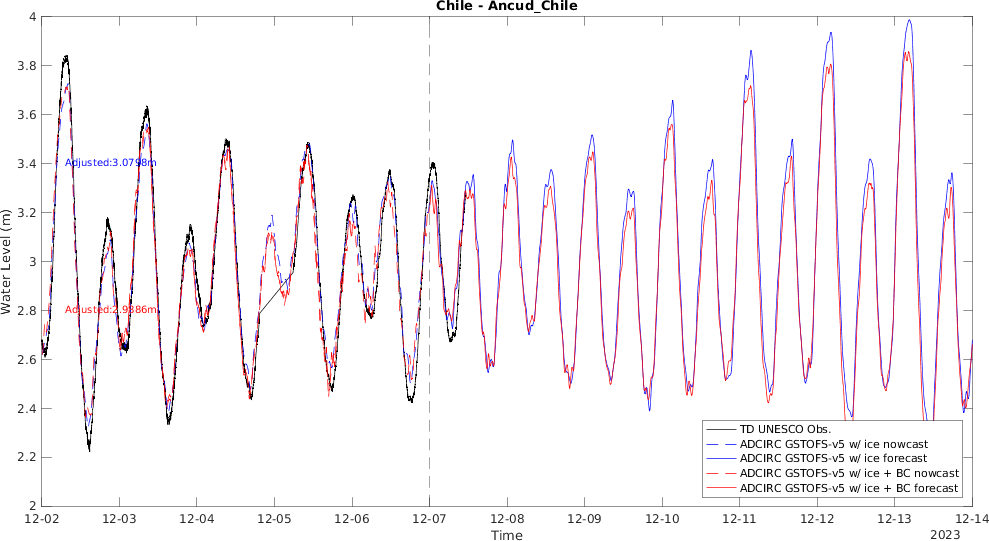 Chile - Ancud_Chile
4
3.8
3.6
3.4
3.2
3
2.8
2.6
2.4
2.2
2
Water Level (m)
Adjusted:3.0798m
Adjusted:2.9386m
TD UNESCO Obs.
ADCIRC GSTOFS-v5 w/ ice nowcast
ADCIRC GSTOFS-v5 w/ ice forecast
ADCIRC GSTOFS-v5 w/ ice + BC nowcast
ADCIRC GSTOFS-v5 w/ ice + BC forecast
12-02 12-03 12-04 12-05 12-06 12-07 12-08 12-09 12-10 12-11 12-12 12-13 12-14
Time
2023